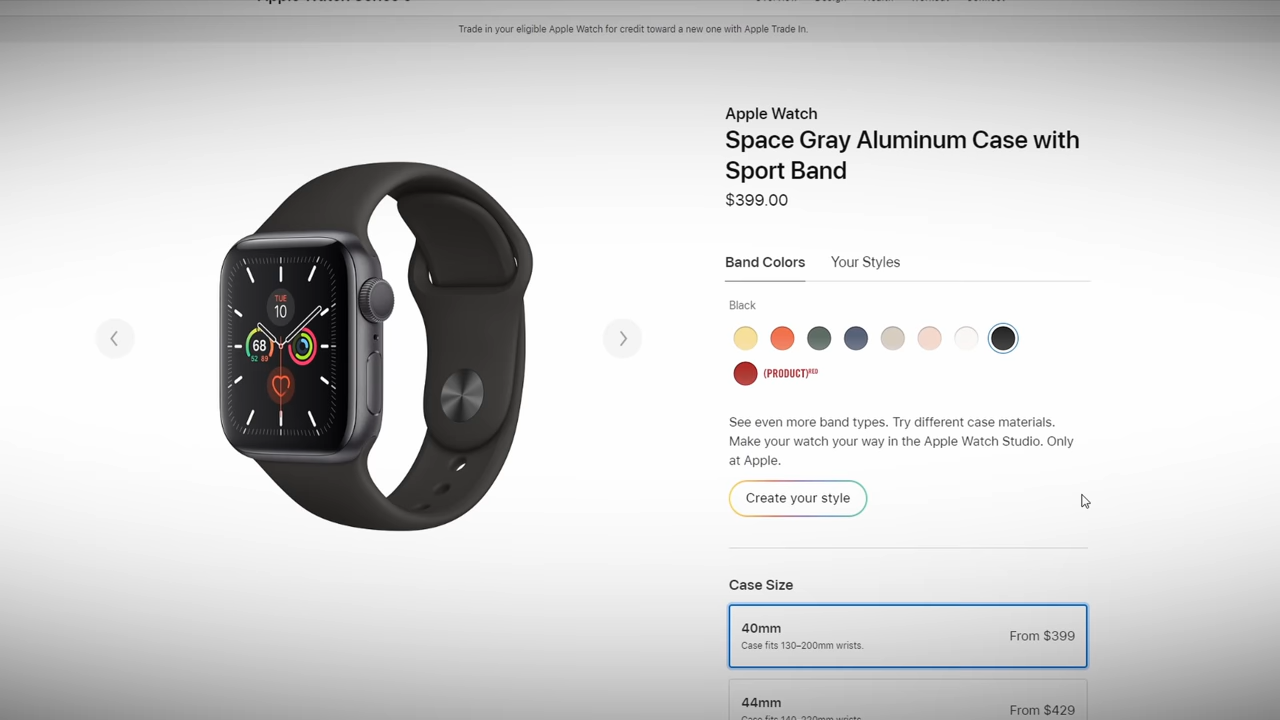 Trade in your eligible Apple Watch for credit toward a new one with Apple Trade In.
Apple Watch
Space Gray Aluminum Case with
Sport Band
$399.00
Band Colors
Your Styles
Black
(PRODUCT)RED
See even more band types. Try different case materials.
Make your watch your way in the Apple Watch Studio. Only
at Apple.
Create your style
Case Size
40mm
From $399
Case fits 130–200mm wrists.
44mm
From $429
TUE
10
68
52 89